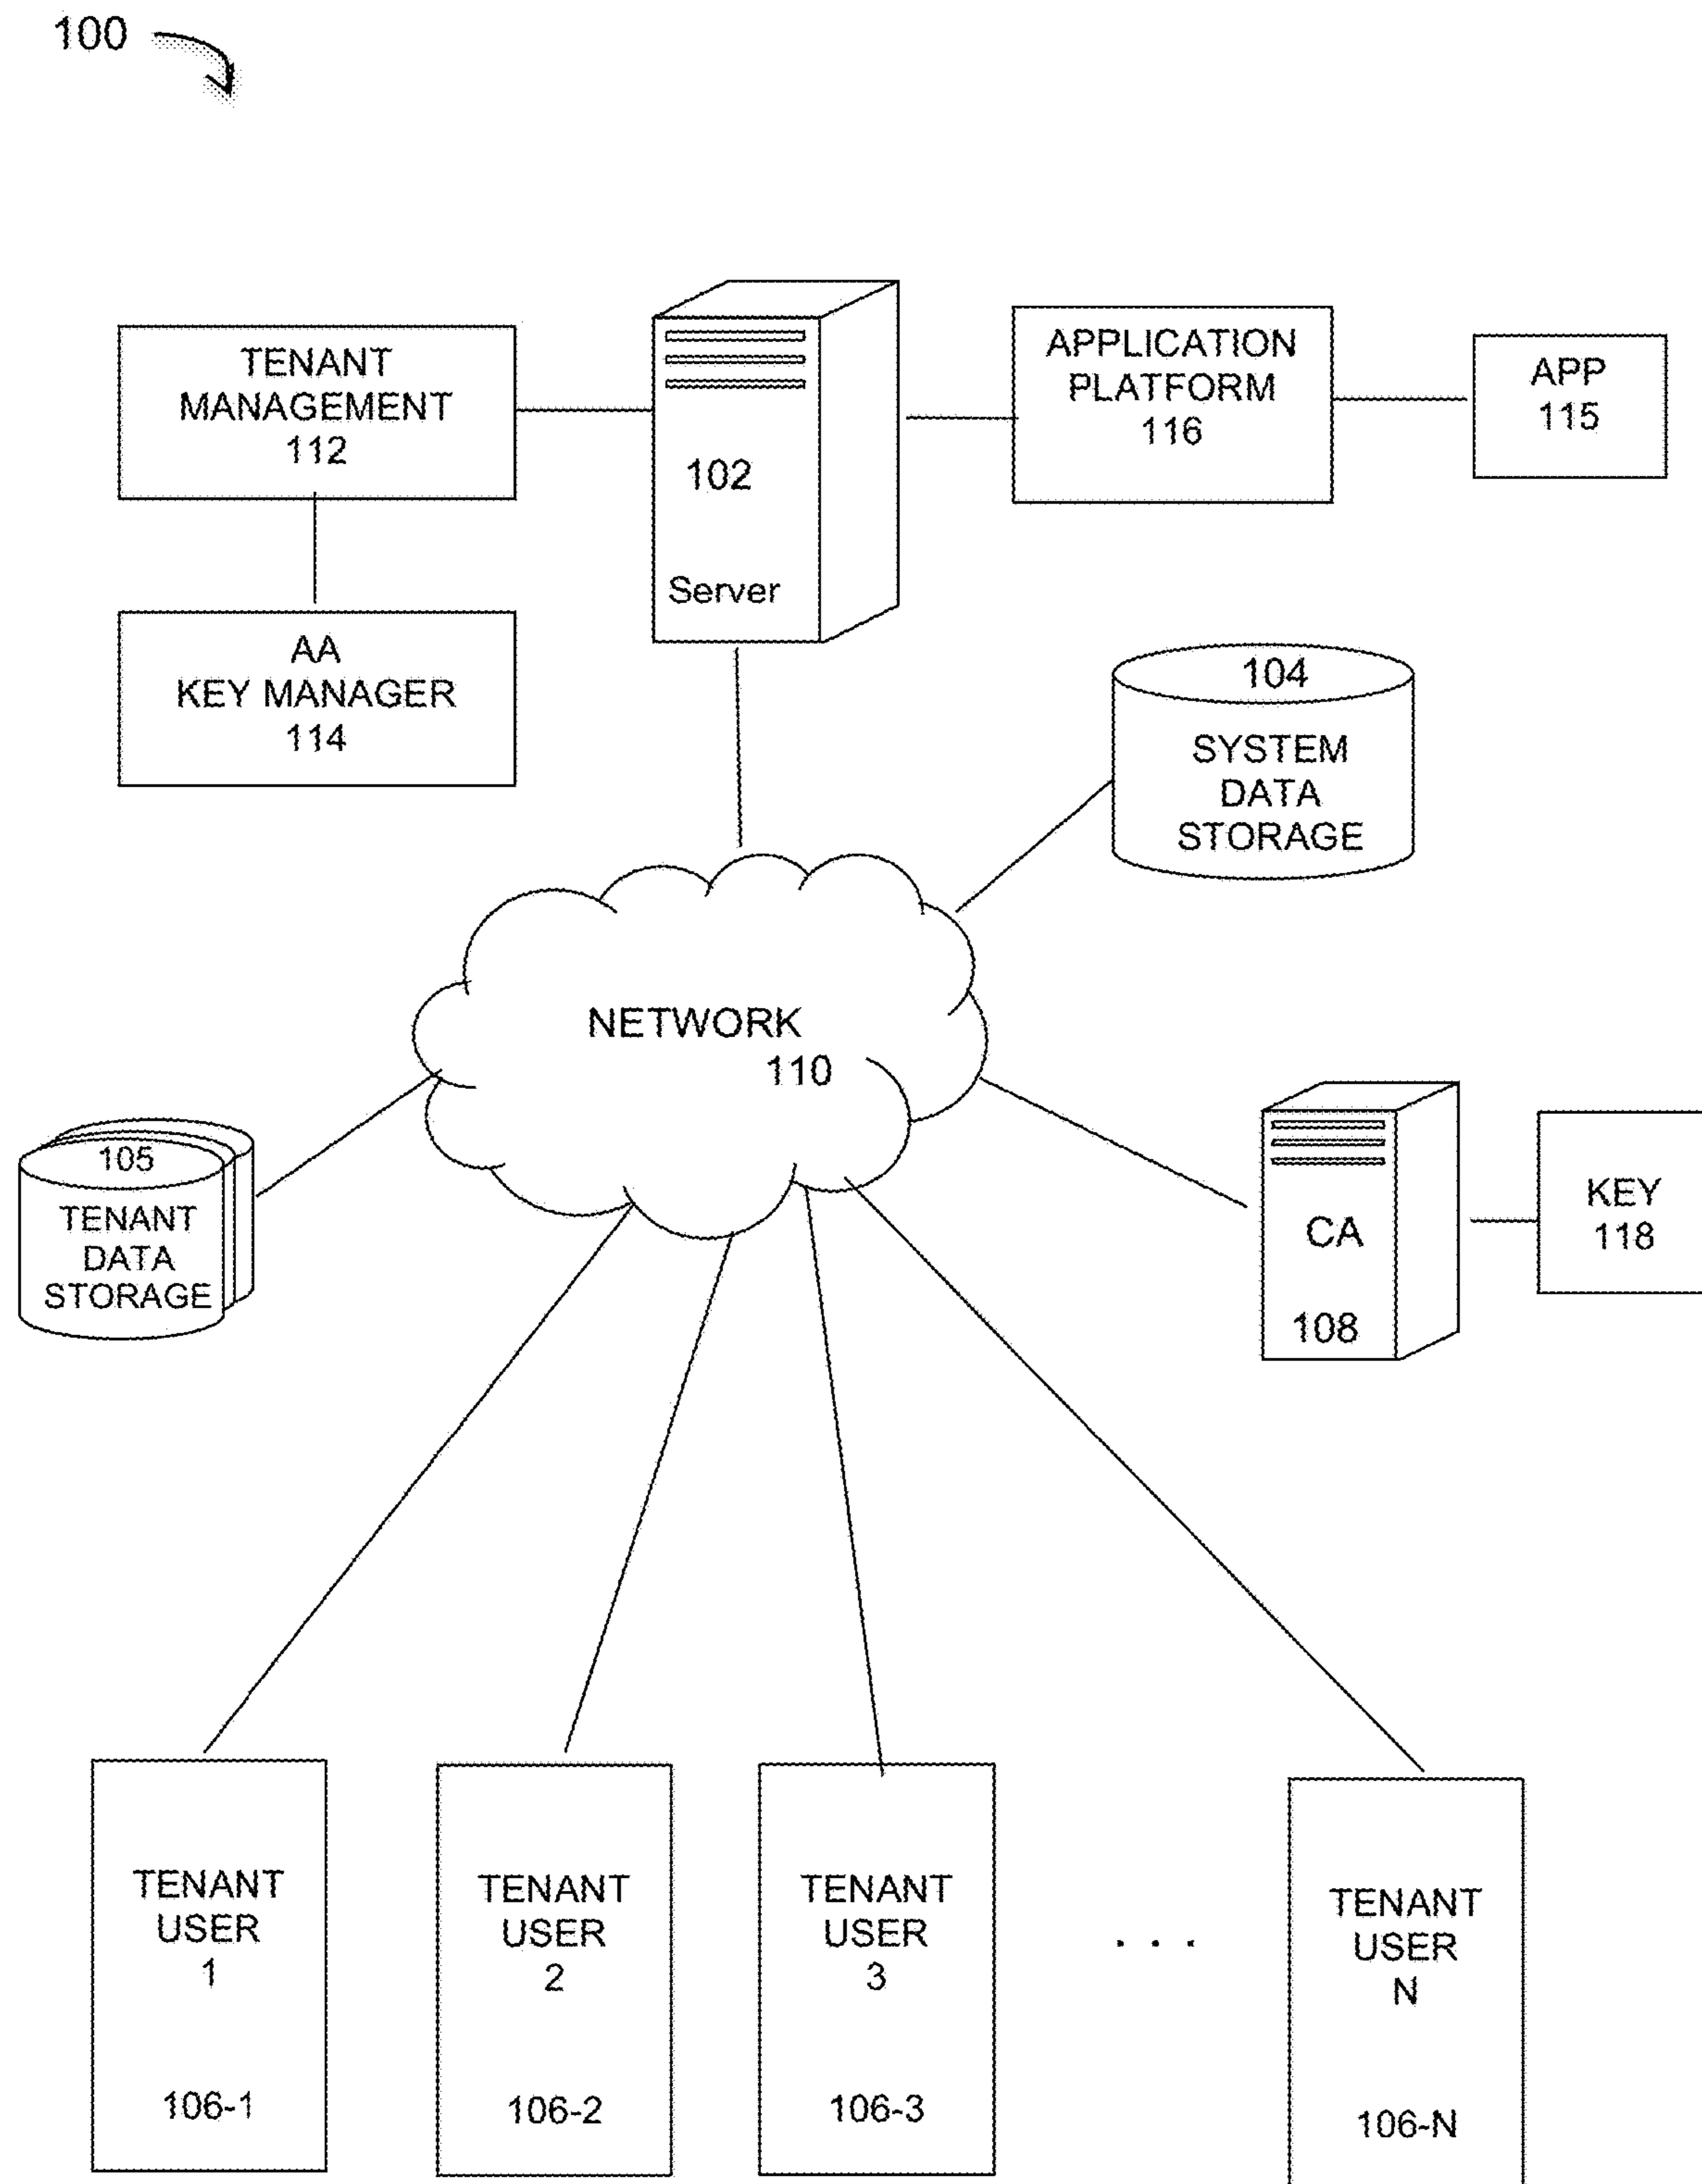 100
TENANT
MANAGEMENT
112
102
Server
APPLICATION
PLATFORM
116
APP
115
AA
KEY MANAGER
114
104
SYSTEM
DATA
STORAGE
NETWORK
110
105
TENANT
DATA
STORAGE
CA
108
KEY
118
TENANT
USER
1
106-1
TENANT
USER
2
106-2
TENANT
USER
3
106-3
. . .
TENANT
USER
N
106-N